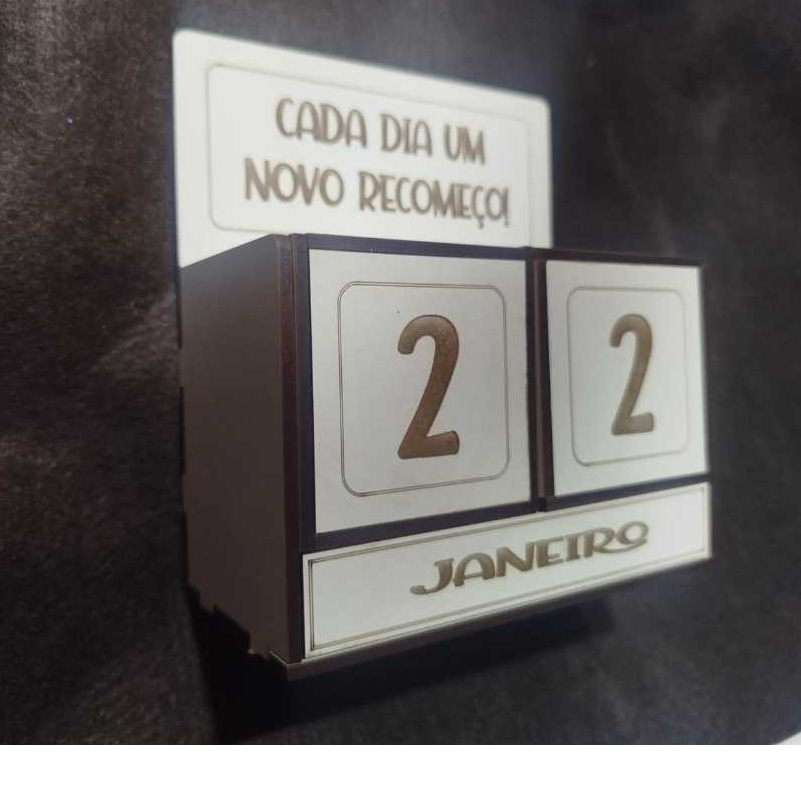 CADA DIA UM
NOVO RECOMEÇO!
2 2
JANEIRO